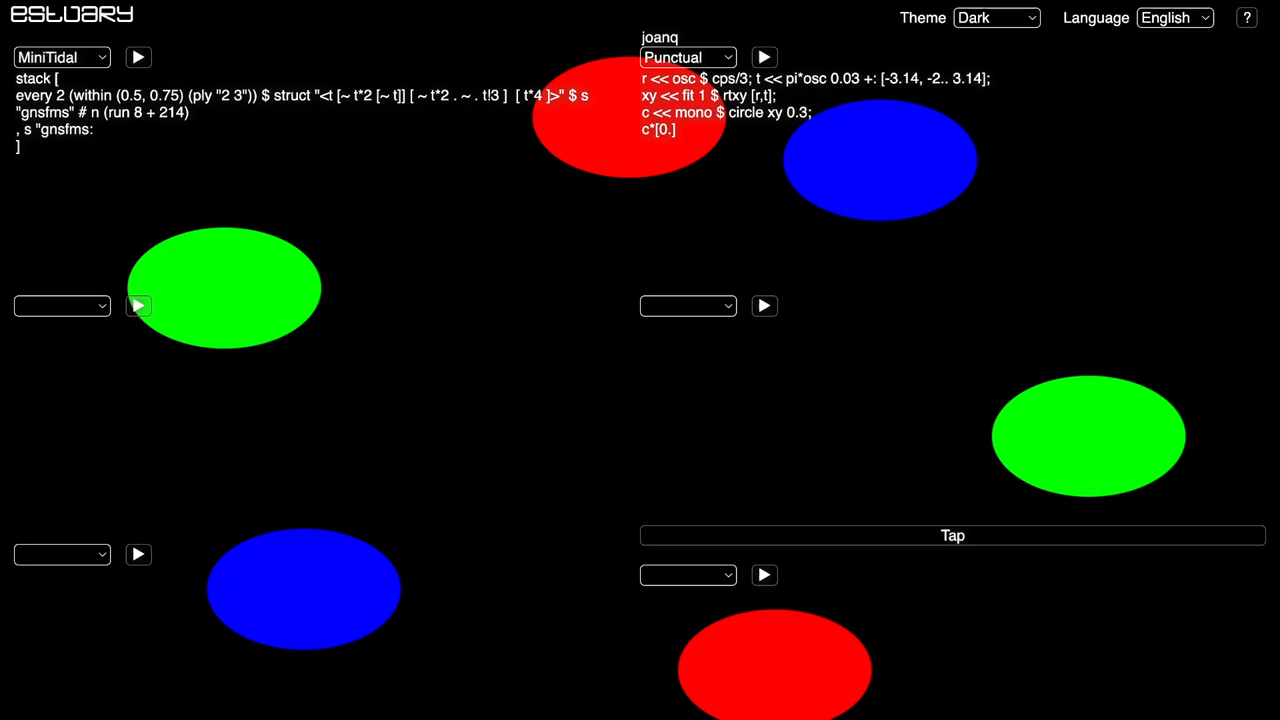 estuary
Theme Dark Language English ?
MiniTidal
stack [
every 2 (within (0.5, 0.75) (ply "2 3")) $ struct "<t [~ t*2 [~ t]] [ ~ t*2 . ~ . t!3 ]  [ t*4 ]>" $ s
"gnsfms" # n (run 8 + 214)
, s "gnsfms:
]
joanq
Punctual
r << osc $ cps/3; t << pi*osc 0.03 +: [-3.14, -2.. 3.14];
xy << fit 1 $ rtxy [r,t];
c << mono $ circle xy 0.3;
c*[0.]
Tap